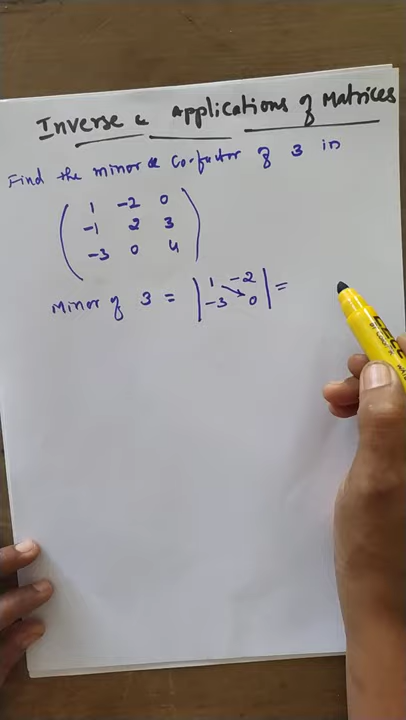 Inverse & Applications of Matrices
Find the minor & Co-factor of 3 in
1 -2 0
-1 2 3
-3 0 4
Minor of 3 = | 1 -2 | =
| -3 0 |